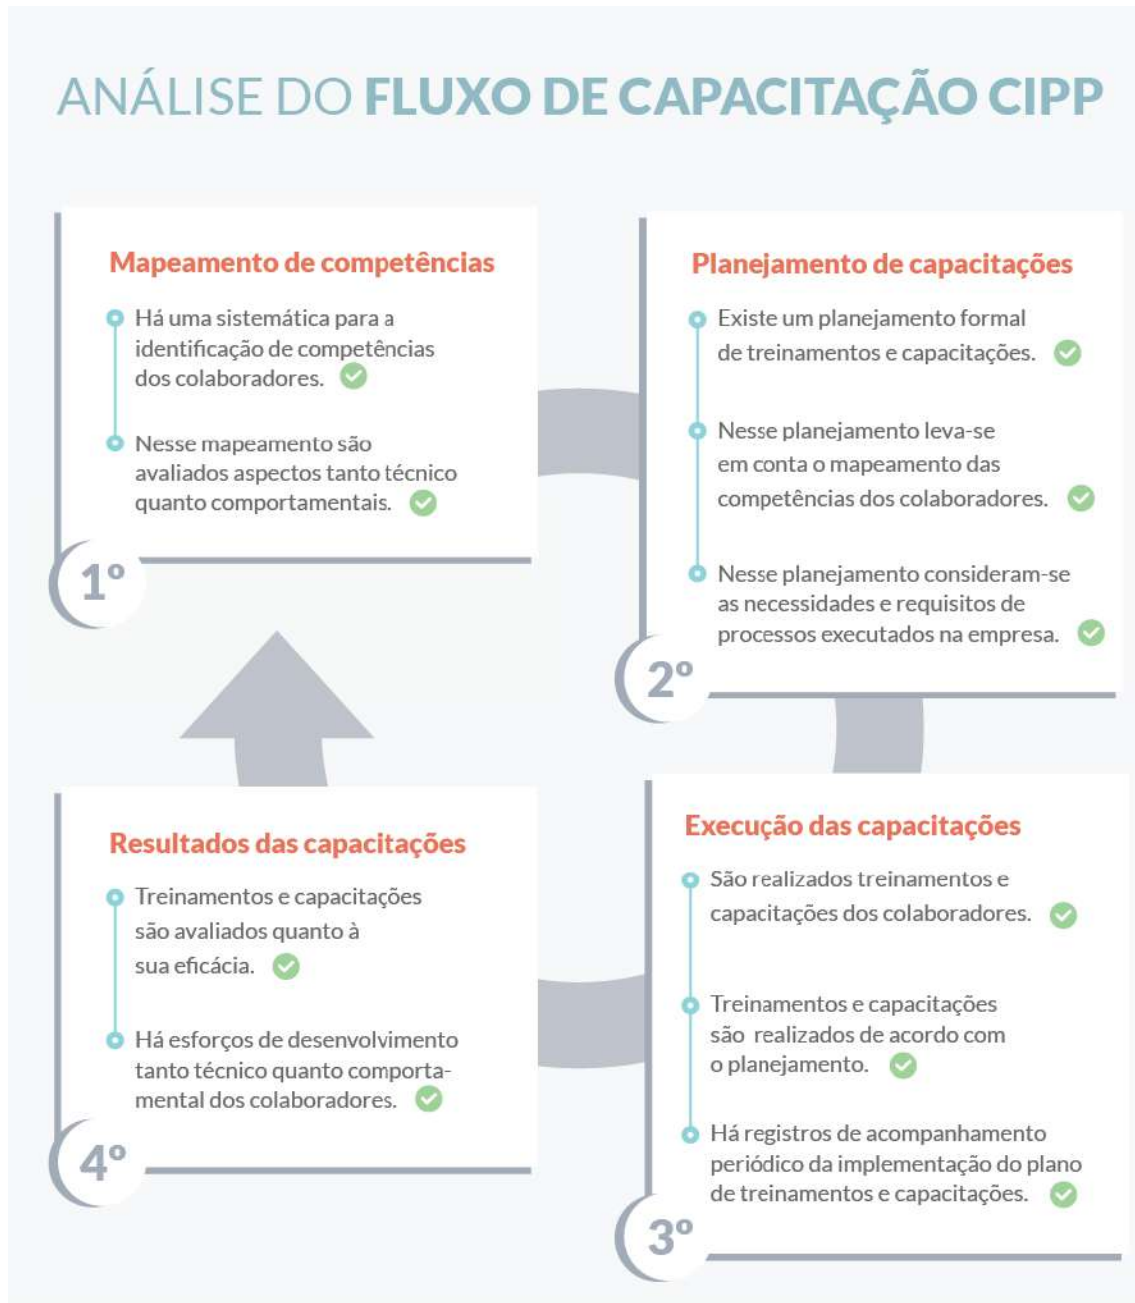 ANÁLISE DO FLUXO DE CAPACITAÇÃO CIPP
Mapeamento de competências
Há uma sistemática para a
identificação de competências
dos colaboradores.
Nesse mapeamento são
avaliados aspectos tanto técnico
quanto comportamentais.
1º
Planejamento de capacitações
Existe um planejamento formal
de treinamentos e capacitações.
Nesse planejamento leva-se
em conta o mapeamento das
competências dos colaboradores.
Nesse planejamento consideram-se
as necessidades e requisitos de
processos executados na empresa.
2º
Execução das capacitações
São realizados treinamentos e
capacitações dos colaboradores.
Treinamentos e capacitações
são realizados de acordo com
o planejamento.
Há registros de acompanhamento
periódico da implementação do plano
de treinamentos e capacitações.
3º
Resultados das capacitações
Treinamentos e capacitações
são avaliados quanto à
sua eficácia.
Há esforços de desenvolvimento
tanto técnico quanto comporta-
mental dos colaboradores.
4º